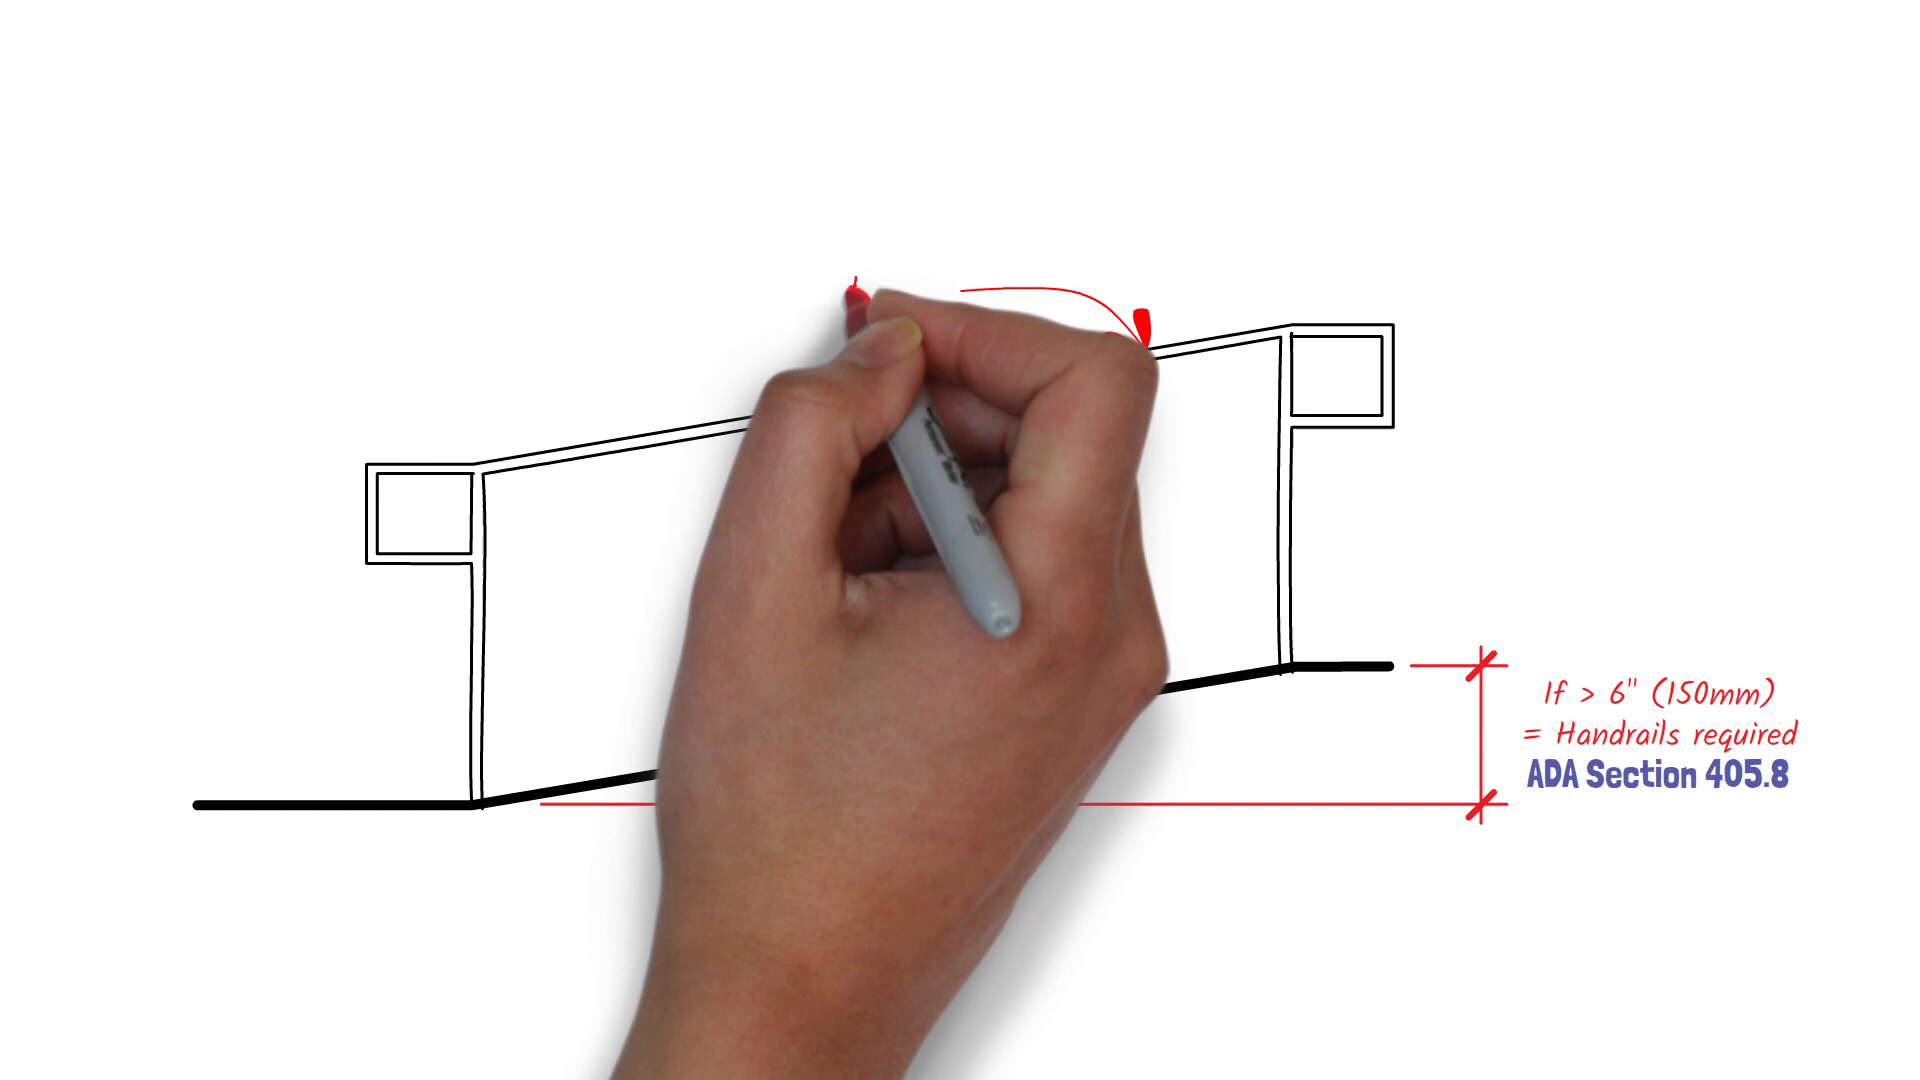 If > 6" (150mm)
= Handrails required
ADA Section 405.8